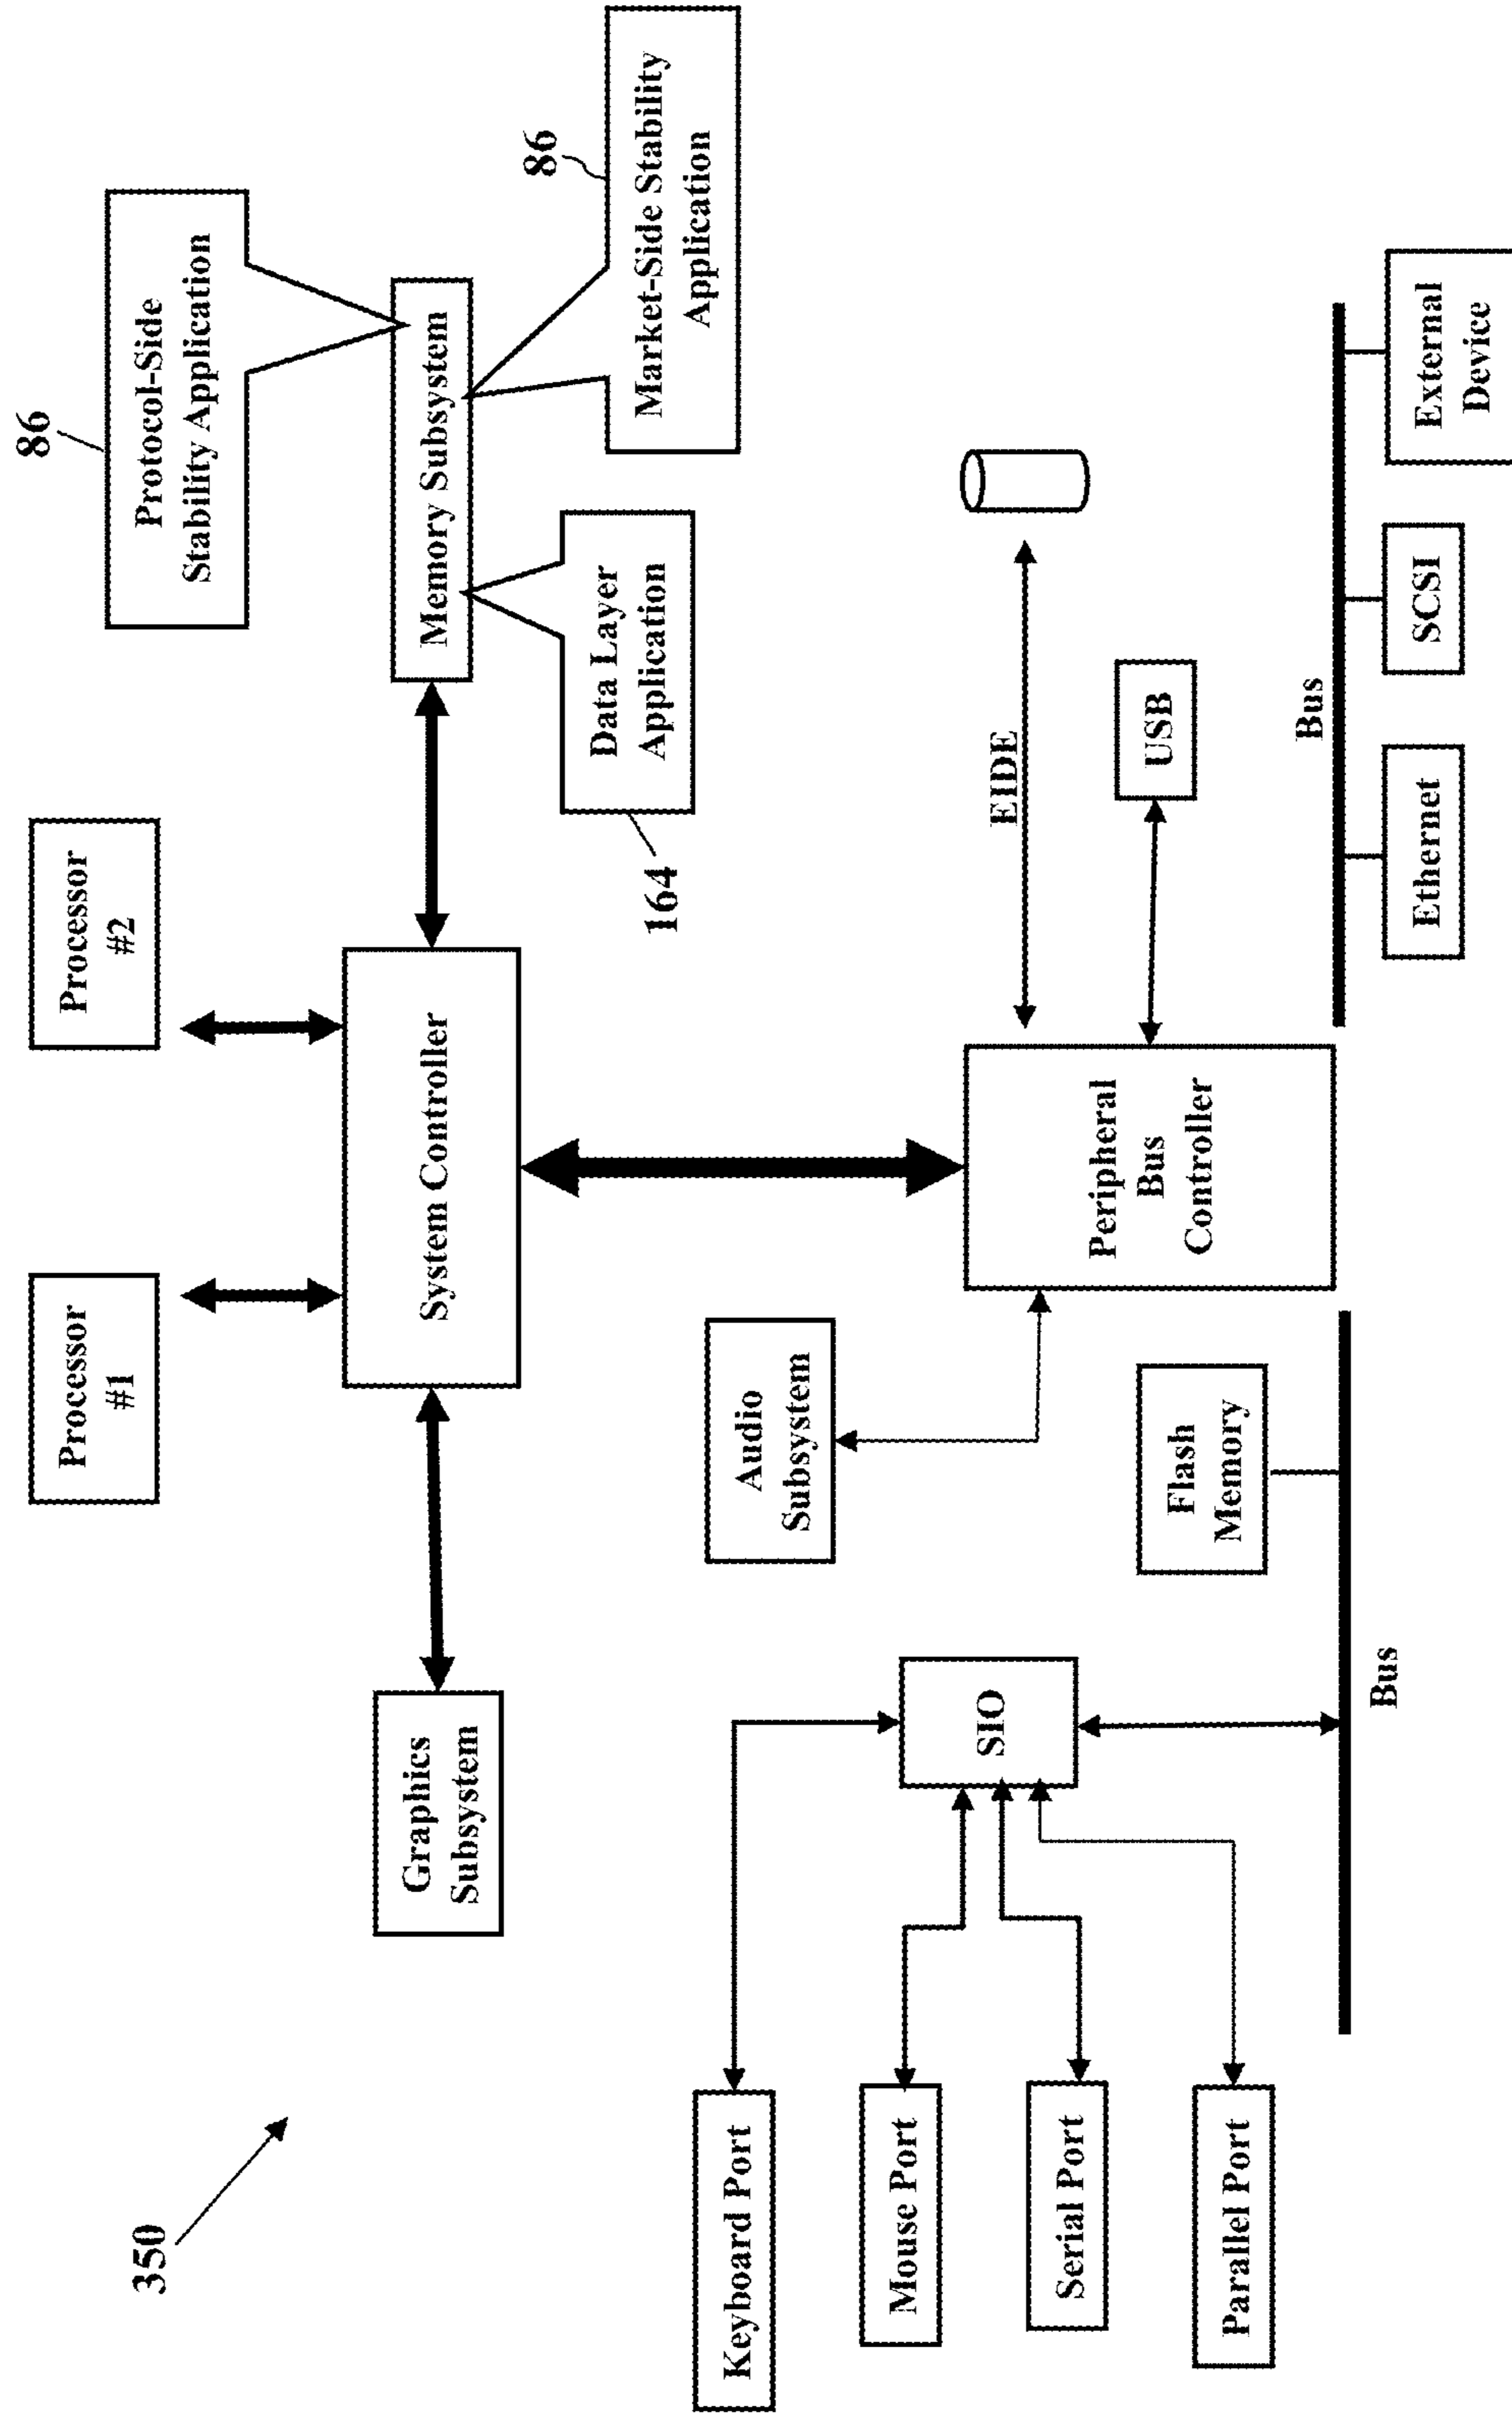 350
Processor
#1
Processor
#2
86
Protocol-Side
Stability Application
Graphics
Subsystem
System Controller
Memory Subsystem
86
Market-Side Stability
Application
Data Layer
Application
164
Keyboard Port
Mouse Port
Serial Port
Parallel Port
SIO
Audio
Subsystem
Flash
Memory
Peripheral
Bus
Controller
EIDE
USB
Bus
Bus
Ethernet
SCSI
External
Device